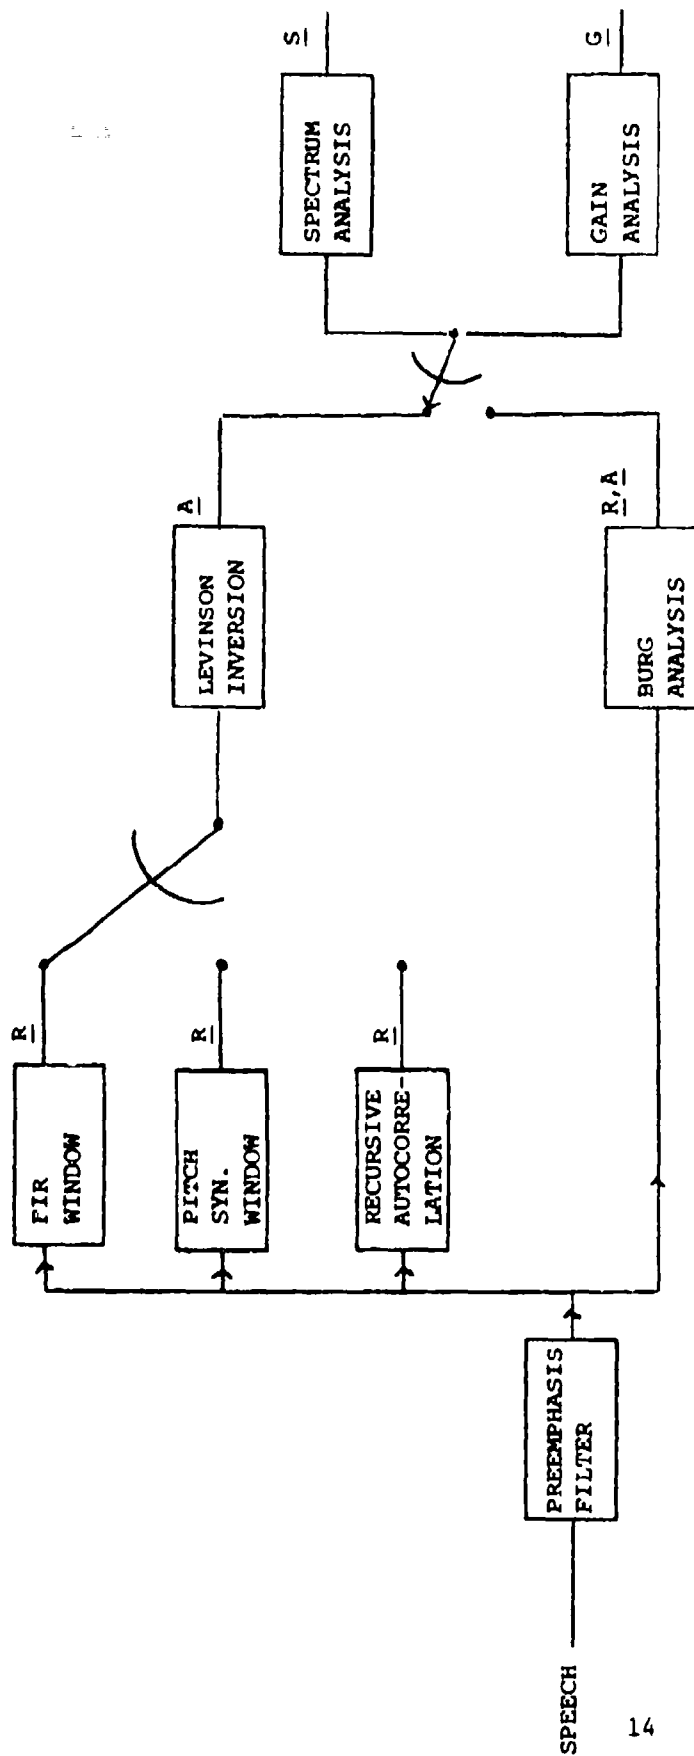 SPEECH
PREEMPHASIS
FILTER
FIR
WINDOW
R
PITCH
SYN.
WINDOW
R
RECURSIVE
AUTOCORRE-
LATION
R
LEVINSON
INVERSION
A
BURG
ANALYSIS
R,A
SPECTRUM
ANALYSIS
S
GAIN
ANALYSIS
G
14